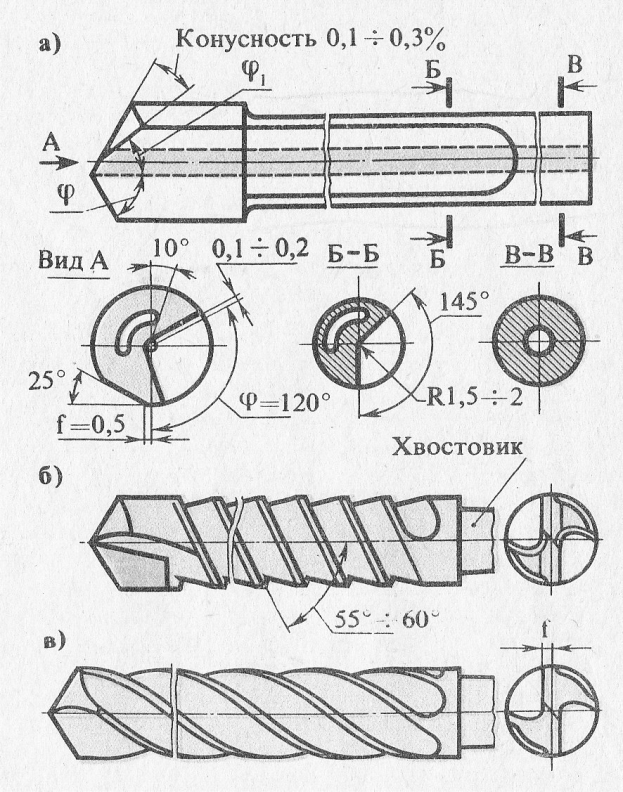 а)
Конусность 0,1 ÷ 0,3%
φ₁
Б
В
А
φ
Б
В
Вид А
10°
0,1 ÷ 0,2
Б–Б
В–В
145°
25°
φ=120°
R1,5 ÷ 2
f=0,5
Хвостовик
б)
55° ÷ 60°
в)
f